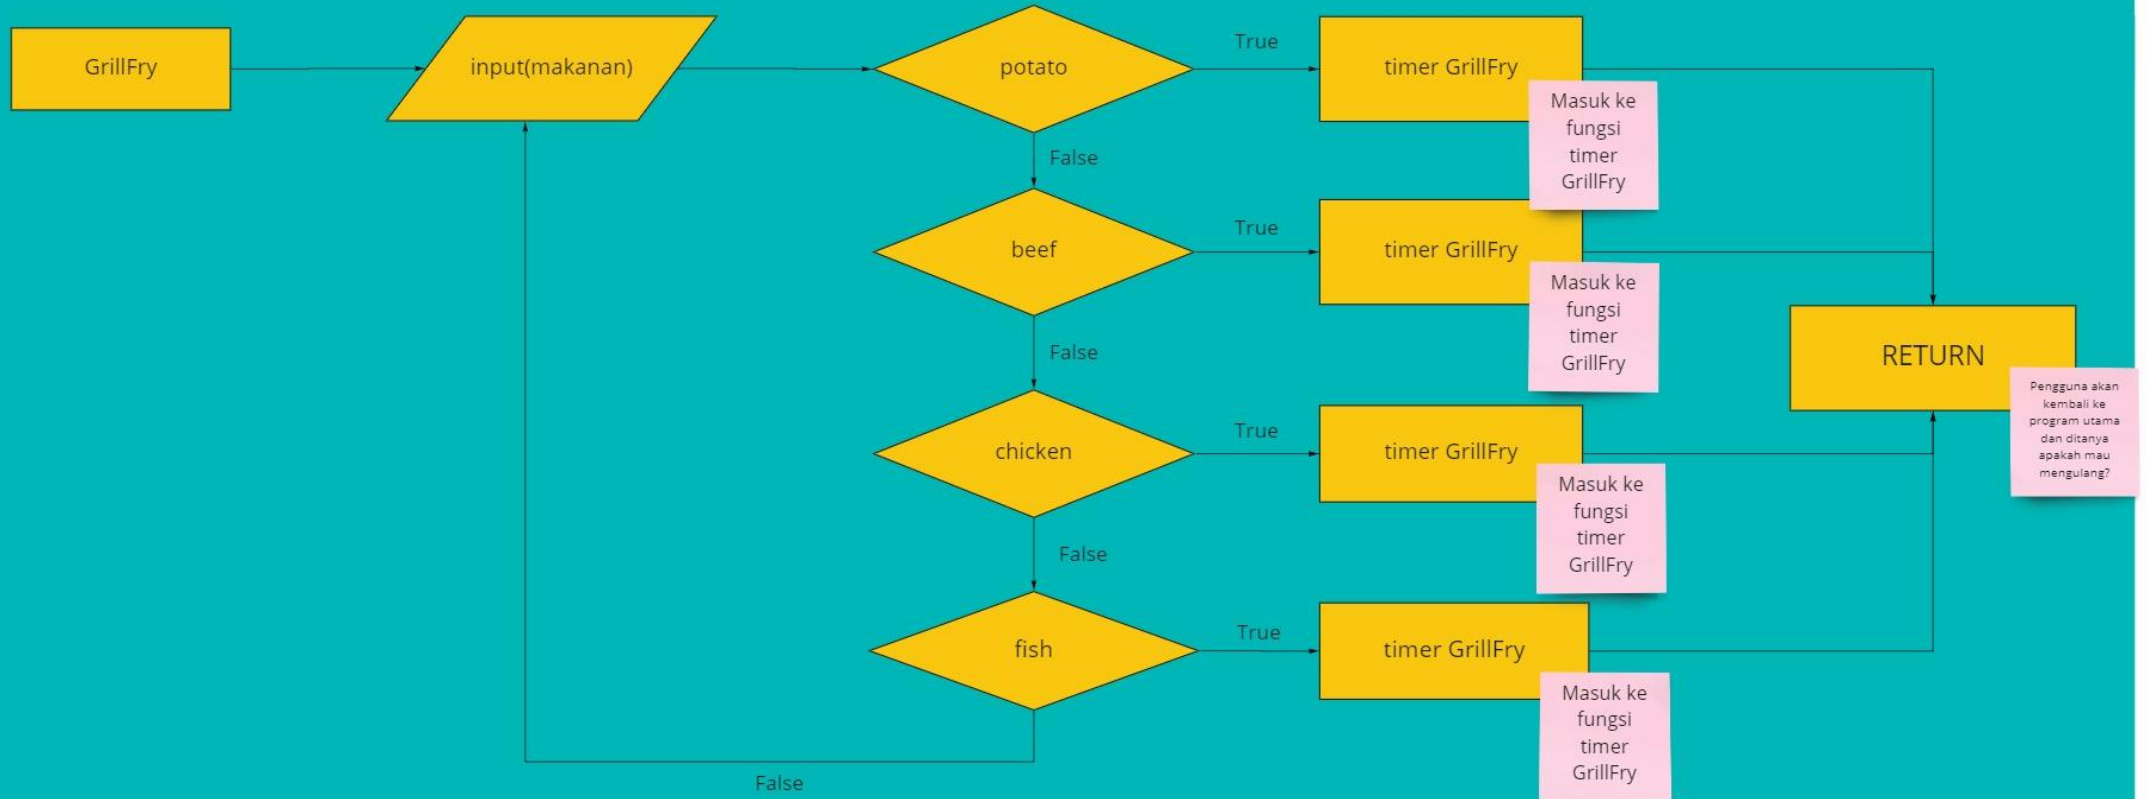 GrillFry
input(makanan)
potato
True
timer GrillFry
Masuk ke
fungsi
timer
GrillFry
False
beef
True
timer GrillFry
Masuk ke
fungsi
timer
GrillFry
False
chicken
True
timer GrillFry
Masuk ke
fungsi
timer
GrillFry
False
fish
True
timer GrillFry
Masuk ke
fungsi
timer
GrillFry
False
RETURN
Pengguna akan
kembali ke
program utama
dan ditanya
apakah mau
mengulang?